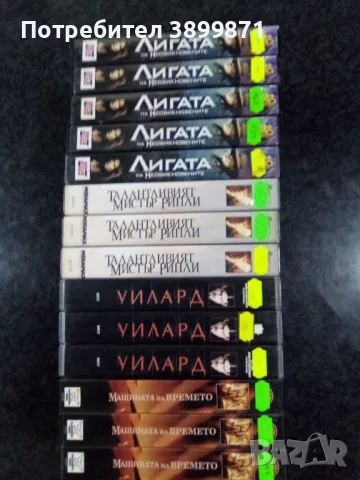 Потребител 3899871
ЛИГАТА
НА НЕОБИКНОВЕНИТЕ
ЛИГАТА
НА НЕОБИКНОВЕНИТЕ
ЛИГАТА
НА НЕОБИКНОВЕНИТЕ
ЛИГАТА
НА НЕОБИКНОВЕНИТЕ
ЛИГАТА
НА НЕОБИКНОВЕНИТЕ
ТАЛАНТЛИВИЯТ
МИСТЪР РИПЛИ
ТАЛАНТЛИВИЯТ
МИСТЪР РИПЛИ
ТАЛАНТЛИВИЯТ
МИСТЪР РИПЛИ
УИЛАРД
УИЛАРД
УИЛАРД
МАШИНАТА НА ВРЕМЕТО
МАШИНАТА НА ВРЕМЕТО
МАШИНАТА НА ВРЕМЕТО
BAZAR